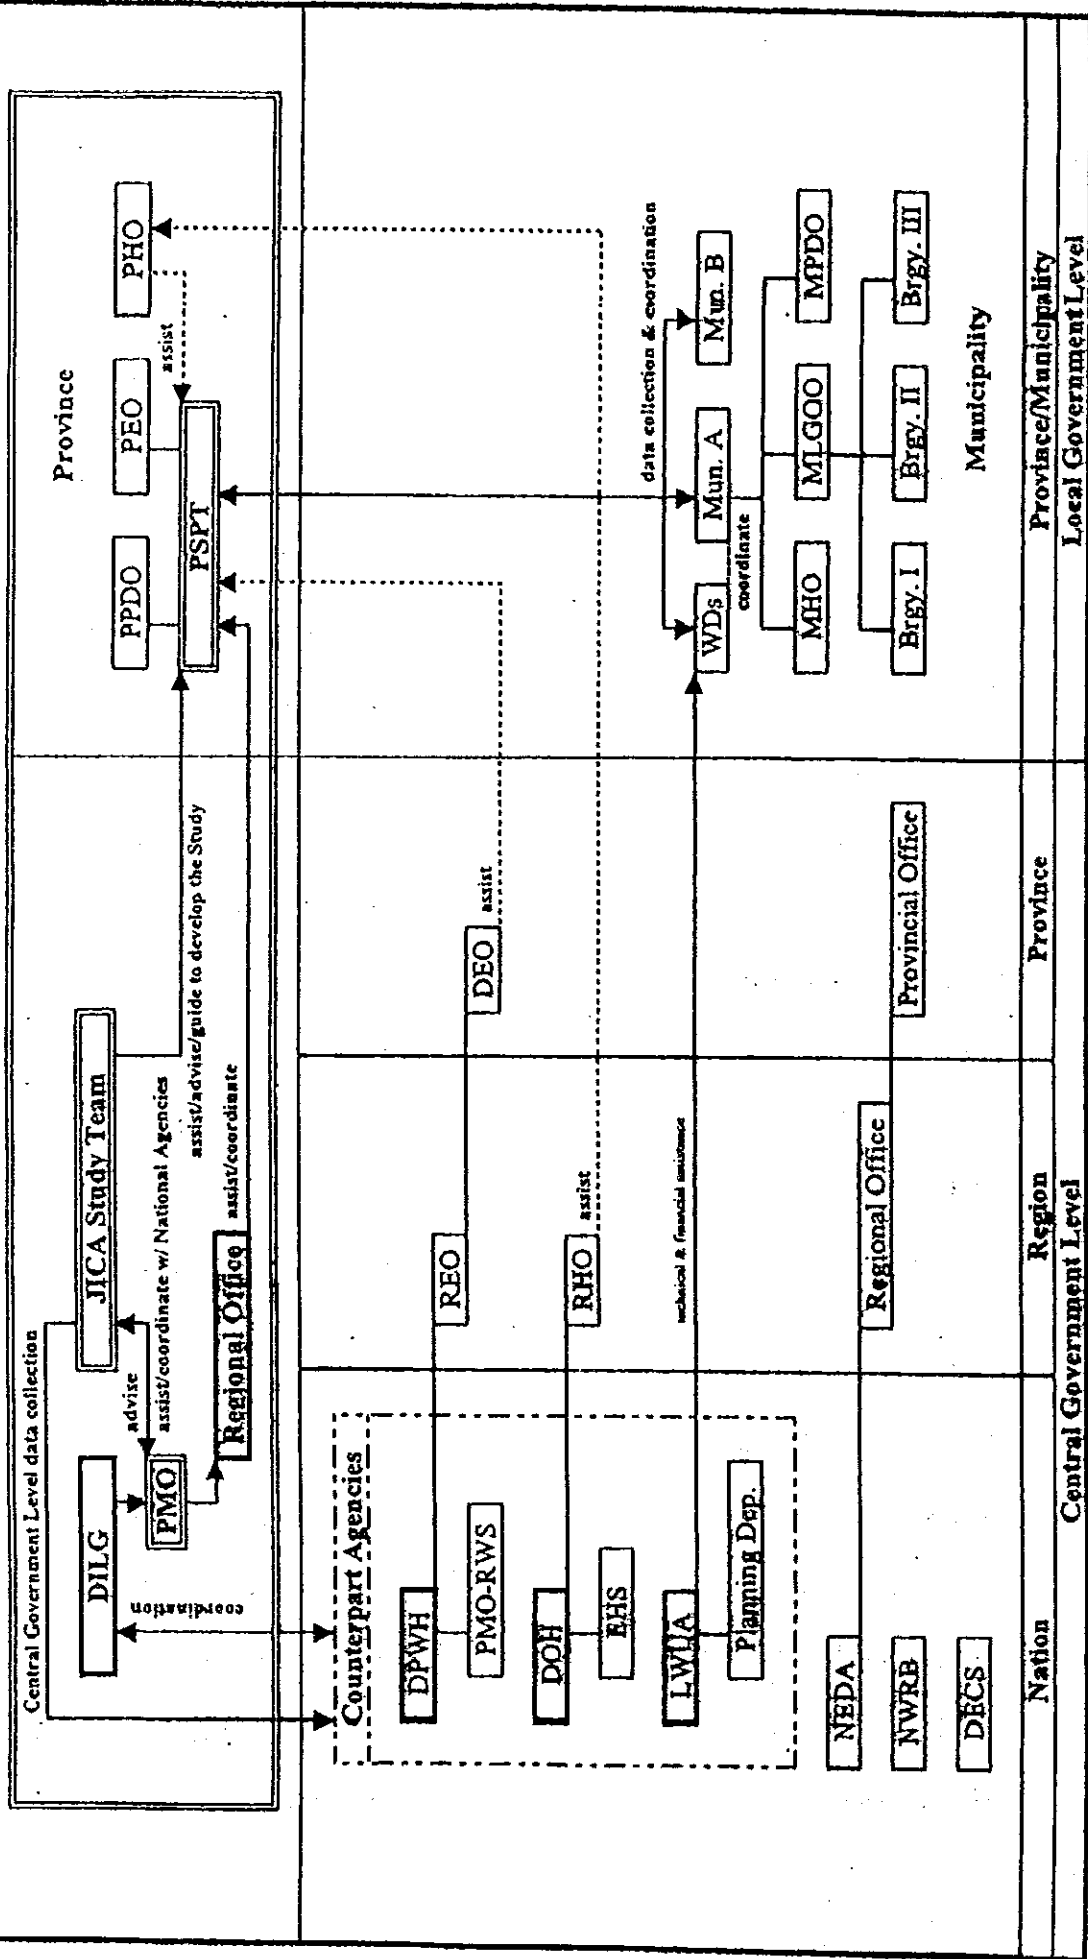 Central Government Level data collection
JICA Study Team
DILG
advise
assist/coordinate w/ National Agencies
PMO
coordination
Regional Office
assist/coordinate
assist/advise/guide to develop the Study
Province
PPDO
PEO
PHO
assist
PSPT
Counterpart Agencies
DPWH
PMO-RWS
REO
DEO
assist
DOH
EHS
RHO
assist
LWUA
Planning Dep.
technical & financial assistance
data collection & coordination
WDs
Mun. A
Mun. B
coordinate
MHO
MLGOO
MPDO
Brgy. I
Brgy. II
Brgy. III
Municipality
NEDA
Regional Office
Provincial Office
NWRB
DECS
Nation
Region
Province
Province/Municipality
Central Government Level
Local Government Level